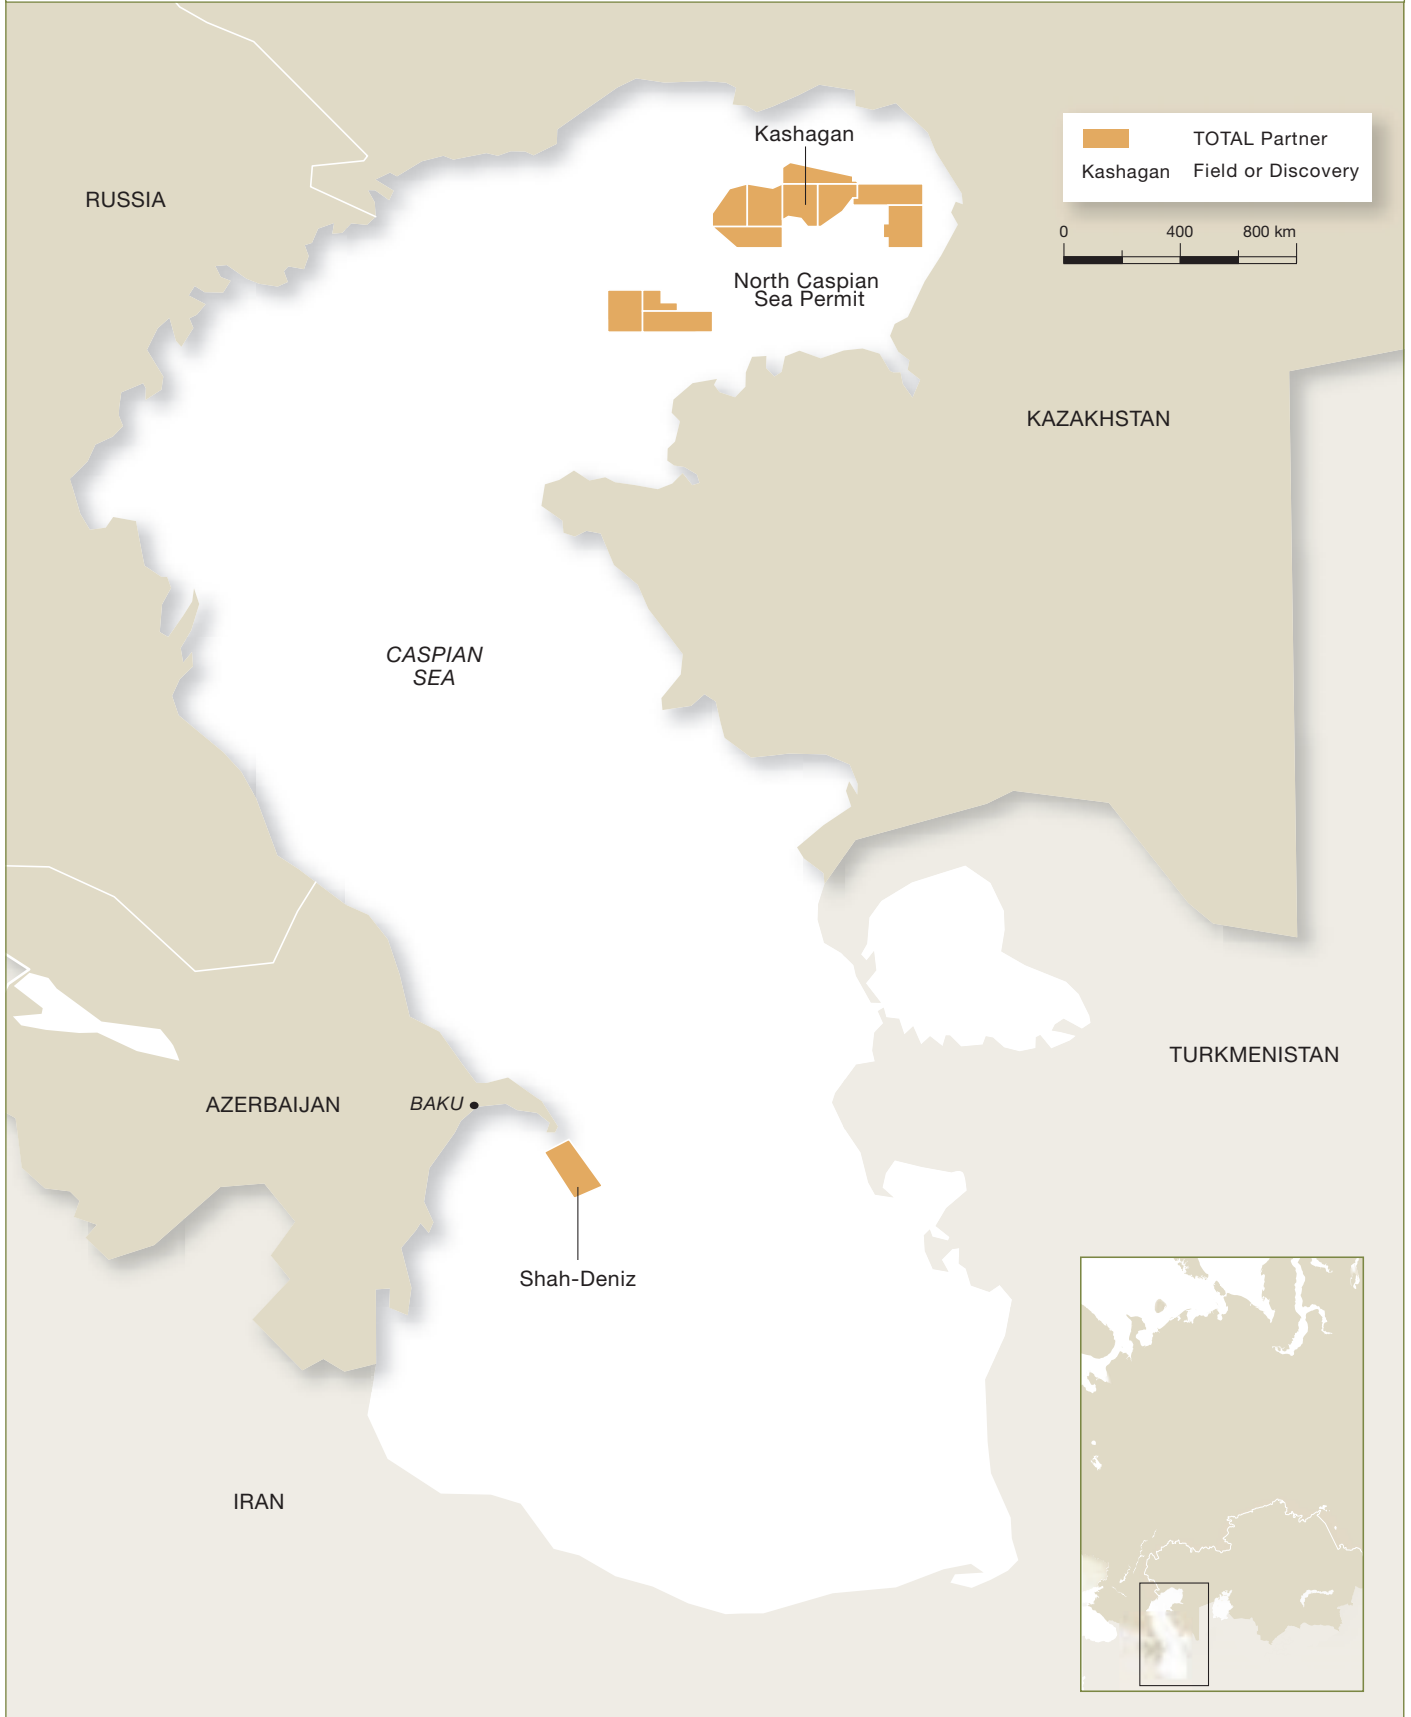 Kashagan
TOTAL Partner
Kashagan Field or Discovery
RUSSIA
0 400 800 km
North Caspian
Sea Permit
KAZAKHSTAN
CASPIAN
SEA
TURKMENISTAN
AZERBAIJAN
BAKU
Shah-Deniz
IRAN